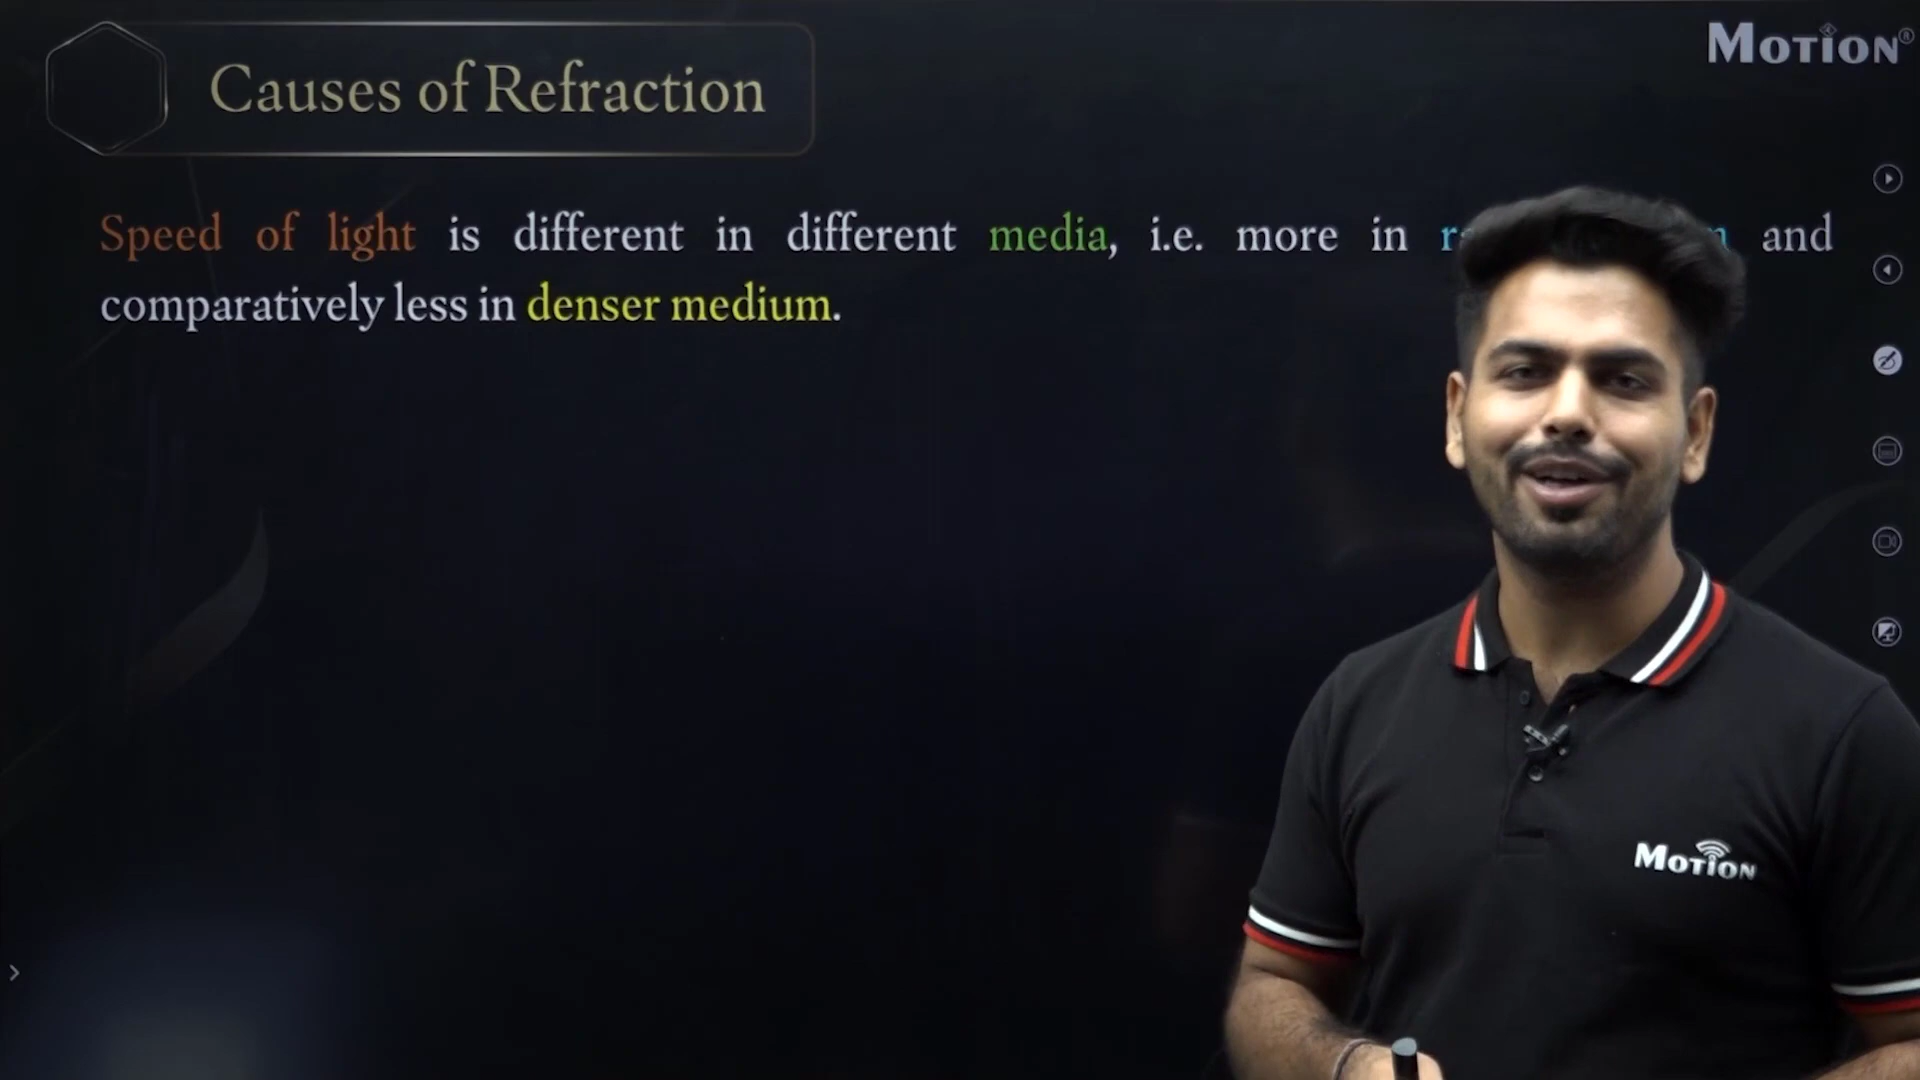 Causes of Refraction
MOTION®
Speed of light is different in different media, i.e. more in and
comparatively less in denser medium.
MOTION